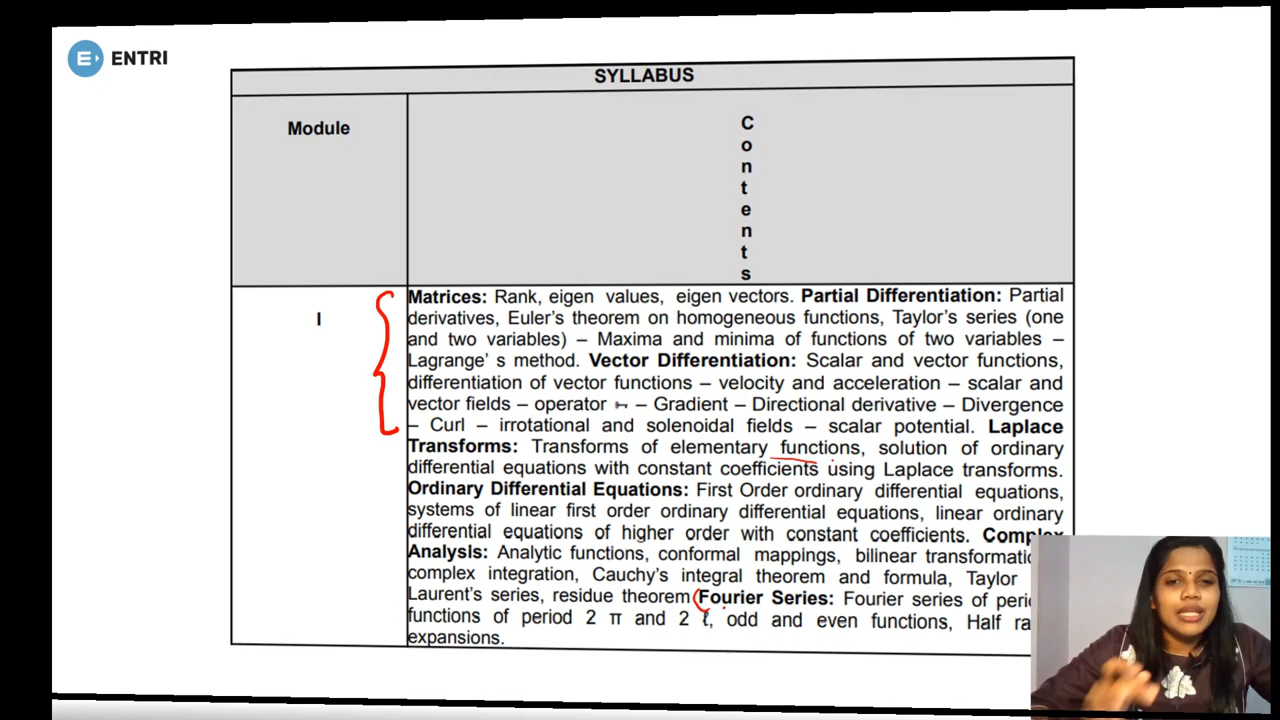 ENTRI
SYLLABUS
Module
C
o
n
t
e
n
t
s
I
Matrices: Rank, eigen values, eigen vectors. Partial Differentiation: Partial
derivatives, Euler's theorem on homogeneous functions, Taylor's series (one
and two variables) – Maxima and minima of functions of two variables –
Lagrange' s method. Vector Differentiation: Scalar and vector functions,
differentiation of vector functions – velocity and acceleration – scalar and
vector fields – operator – Gradient – Directional derivative – Divergence
– Curl – irrotational and solenoidal fields – scalar potential. Laplace
Transforms: Transforms of elementary functions, solution of ordinary
differential equations with constant coefficients using Laplace transforms.
Ordinary Differential Equations: First Order ordinary differential equations,
systems of linear first order ordinary differential equations, linear ordinary
differential equations of higher order with constant coefficients. Complex
Analysis: Analytic functions, conformal mappings, bilinear
complex integration, Cauchy's integral theorem and formula, Taylor
Laurent's series, residue theorem Fourier Series: Fourier series of
functions of period 2 π and 2 ℓ, odd and even functions, Half
expansions.